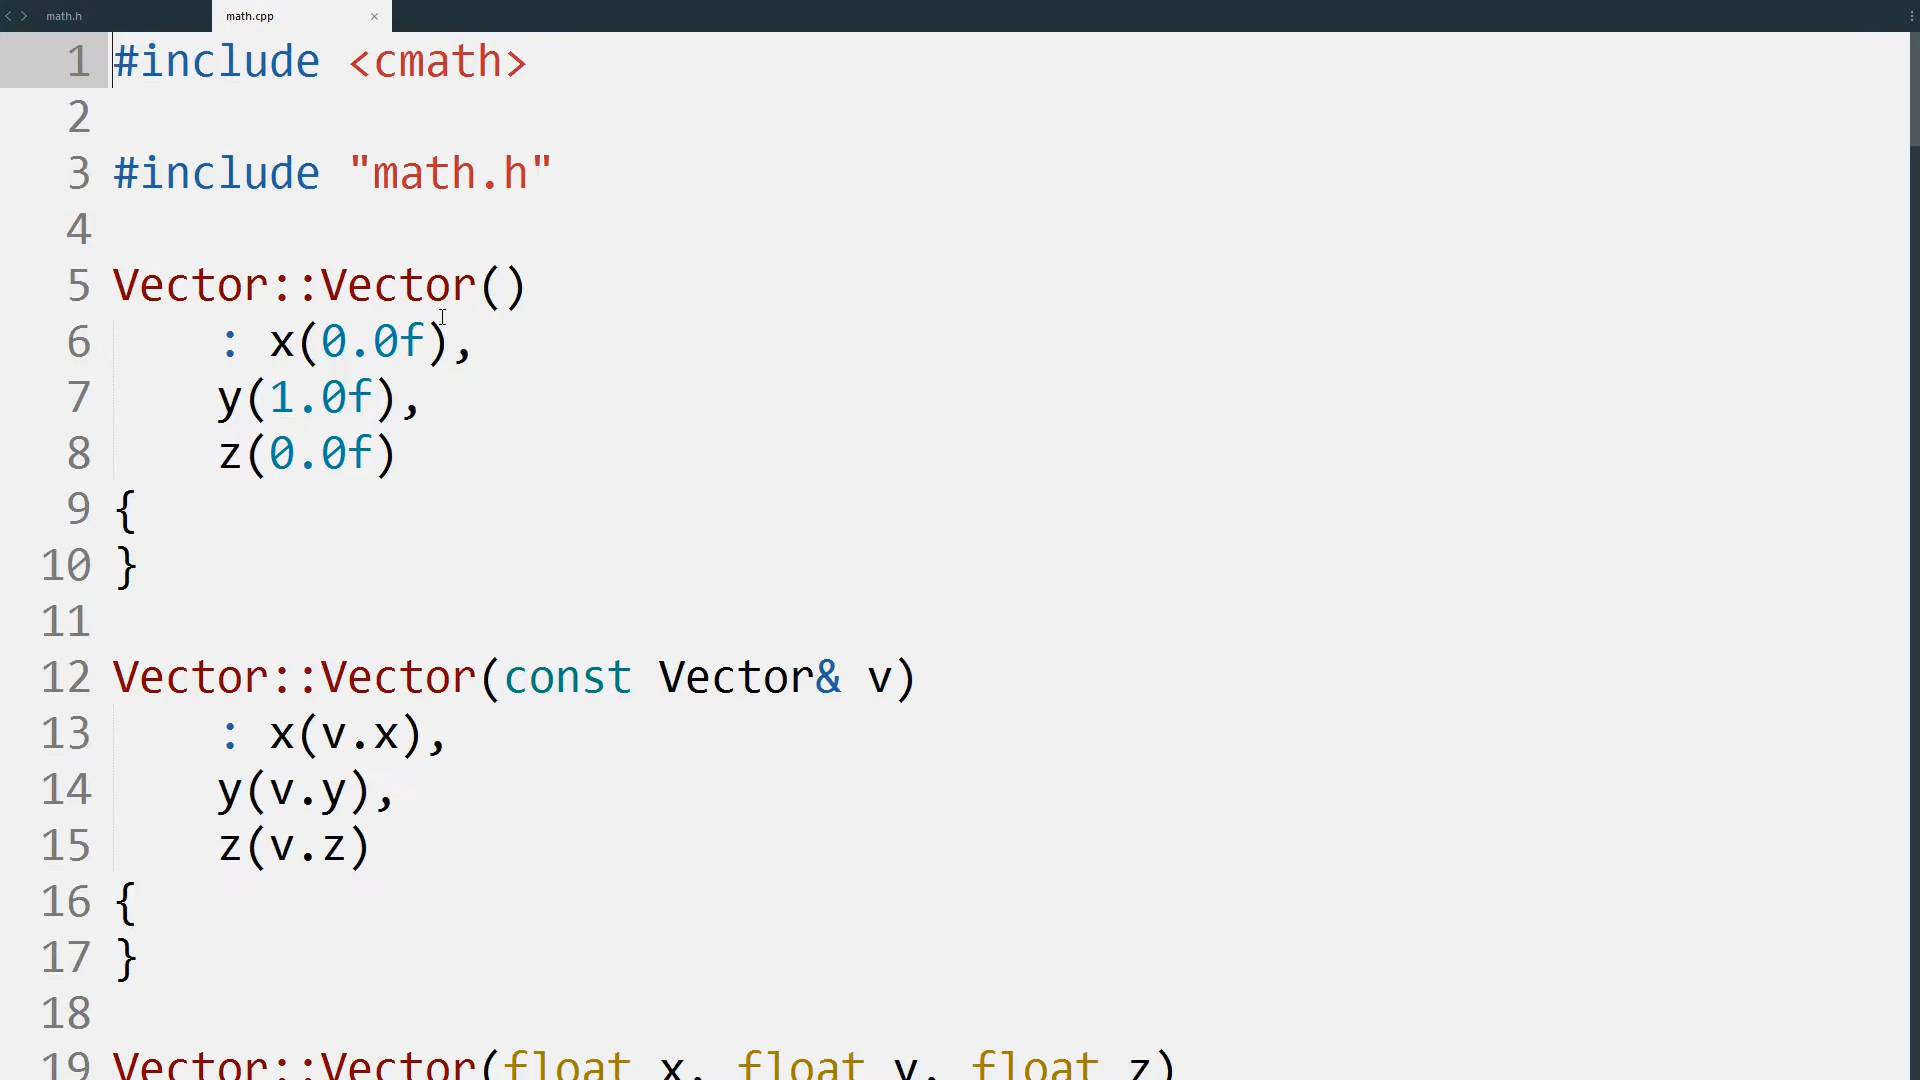 math.h
math.cpp
1 #include <cmath>
2
3 #include "math.h"
4
5 Vector::Vector()
6 : x(0.0f),
7 y(1.0f),
8 z(0.0f)
9 {
10 }
11
12 Vector::Vector(const Vector& v)
13 : x(v.x),
14 y(v.y),
15 z(v.z)
16 {
17 }
18
19 Vector::Vector(float x, float y, float z)